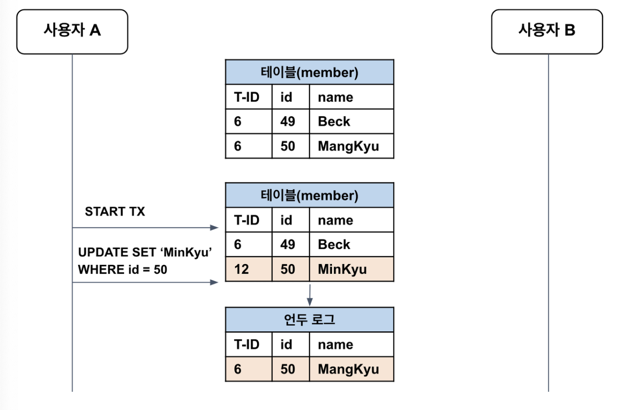 사용자 A
사용자 B
테이블(member)
T-ID id name
6 49 Beck
6 50 MangKyu
START TX
테이블(member)
T-ID id name
6 49 Beck
12 50 MinKyu
UPDATE SET ‘MinKyu’
WHERE id = 50
언두 로그
T-ID id name
6 50 MangKyu